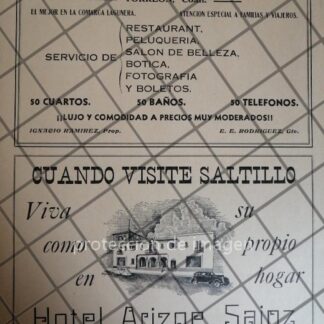 TORREON, COAH.
EL MEJOR EN LA COMARCA LAGUNERA. ATENCION ESPECIAL A FAMILIAS Y VIAJEROS.
SERVICIO DE
RESTAURANT,
PELUQUERIA,
SALON DE BELLEZA,
BOTICA,
FOTOGRAFIA
Y BOLETOS.
50 CUARTOS. 50 BAÑOS. 50 TELEFONOS.
¡¡LUJO Y COMODIDAD A PRECIOS MUY MODERADOS!!
IGNACIO RAMIREZ, Prop. E. E. RODRIGUEZ, Gte.
CUANDO VISITE SALTILLO
Viva su
como propio
en hogar
protección de imagen
Hotel Arizpe Sainz